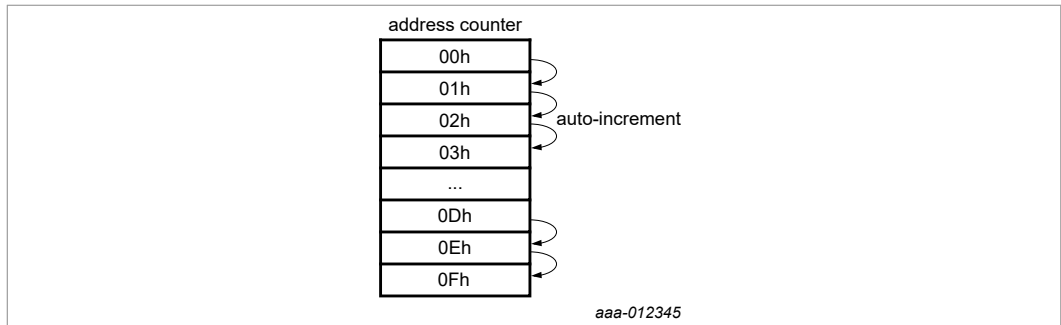 address counter
00h
01h
02h
auto-increment
03h
...
0Dh
0Eh
0Fh
aaa-012345